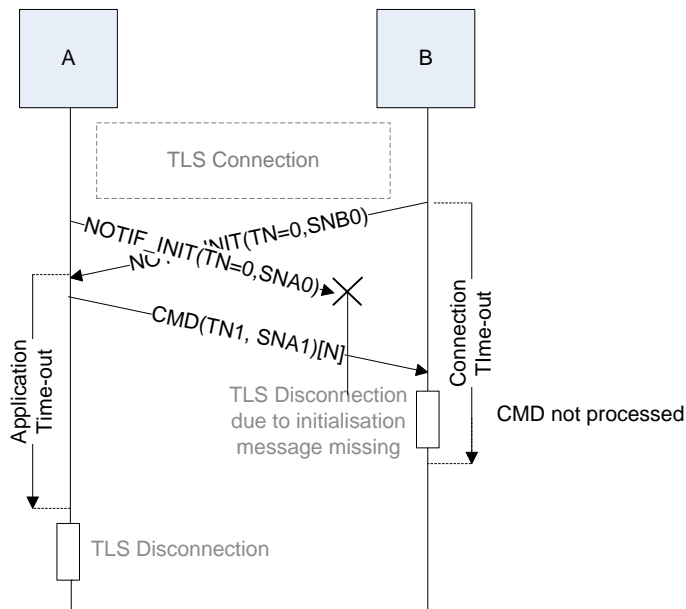 A
B
TLS Connection
NOTIF_INIT(TN=0,SNA0)
INIT(TN=0,SNB0)
CMD(TN1, SNA1)[N]
Connection
TIme-out
Application
Time-out
TLS Disconnection
due to initialisation
message missing
CMD not processed
TLS Disconnection